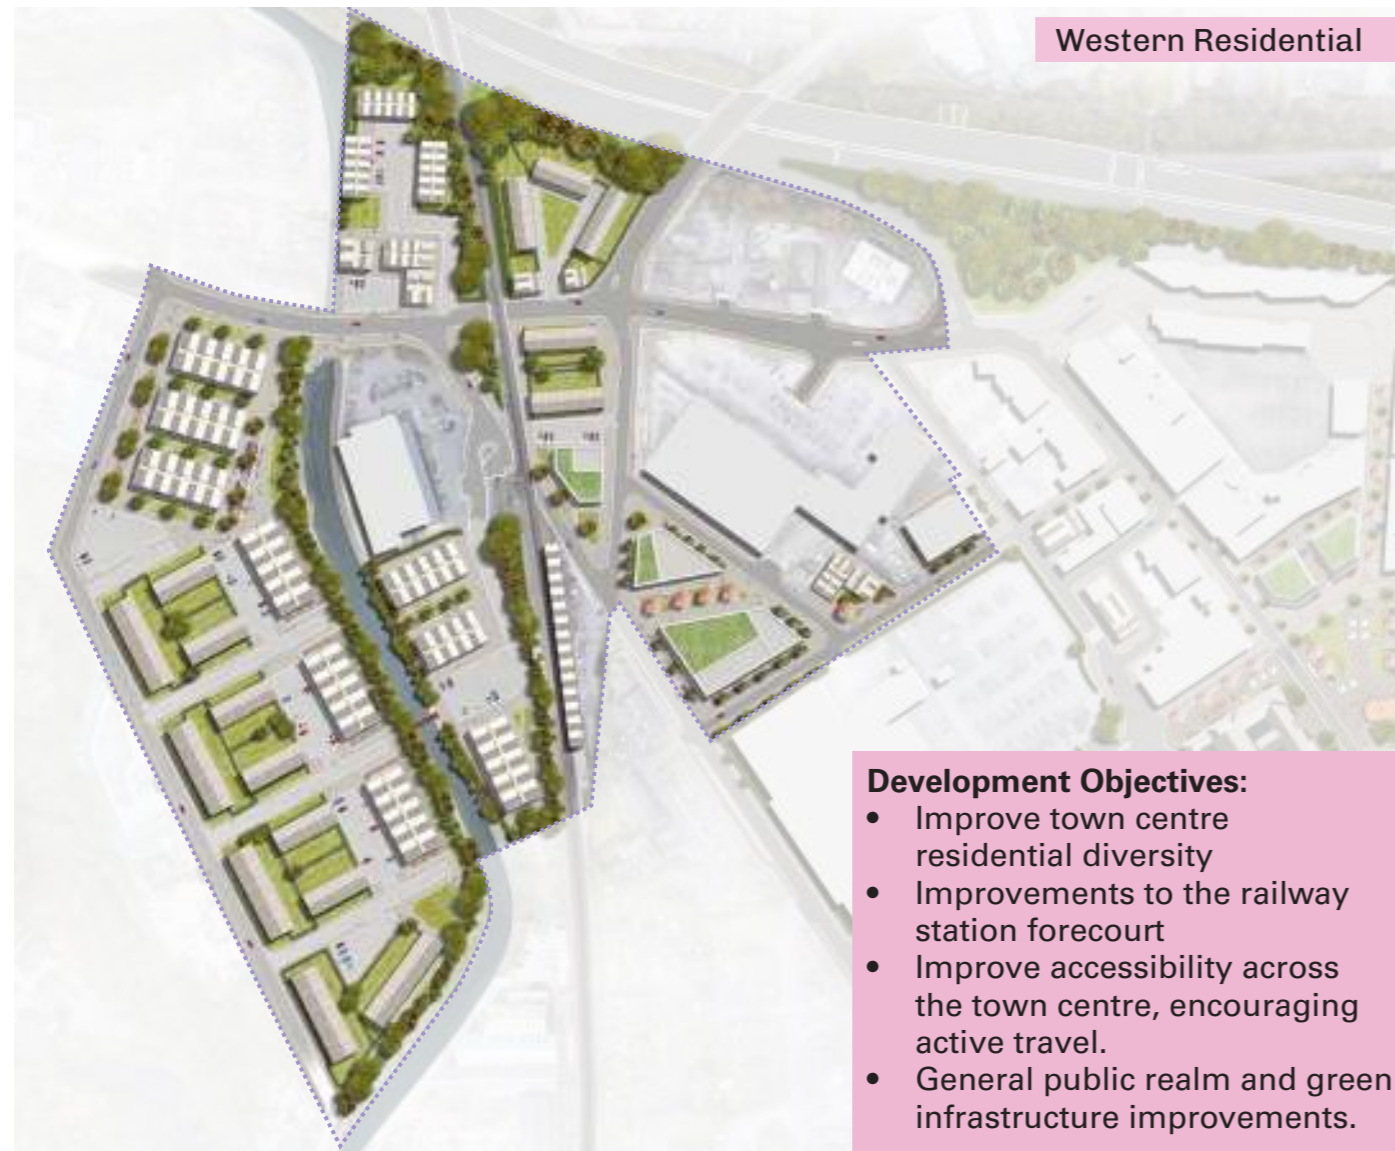 Western Residential
Development Objectives:
• Improve town centre
residential diversity
• Improvements to the railway
station forecourt
• Improve accessibility across
the town centre, encouraging
active travel.
• General public realm and green
infrastructure improvements.